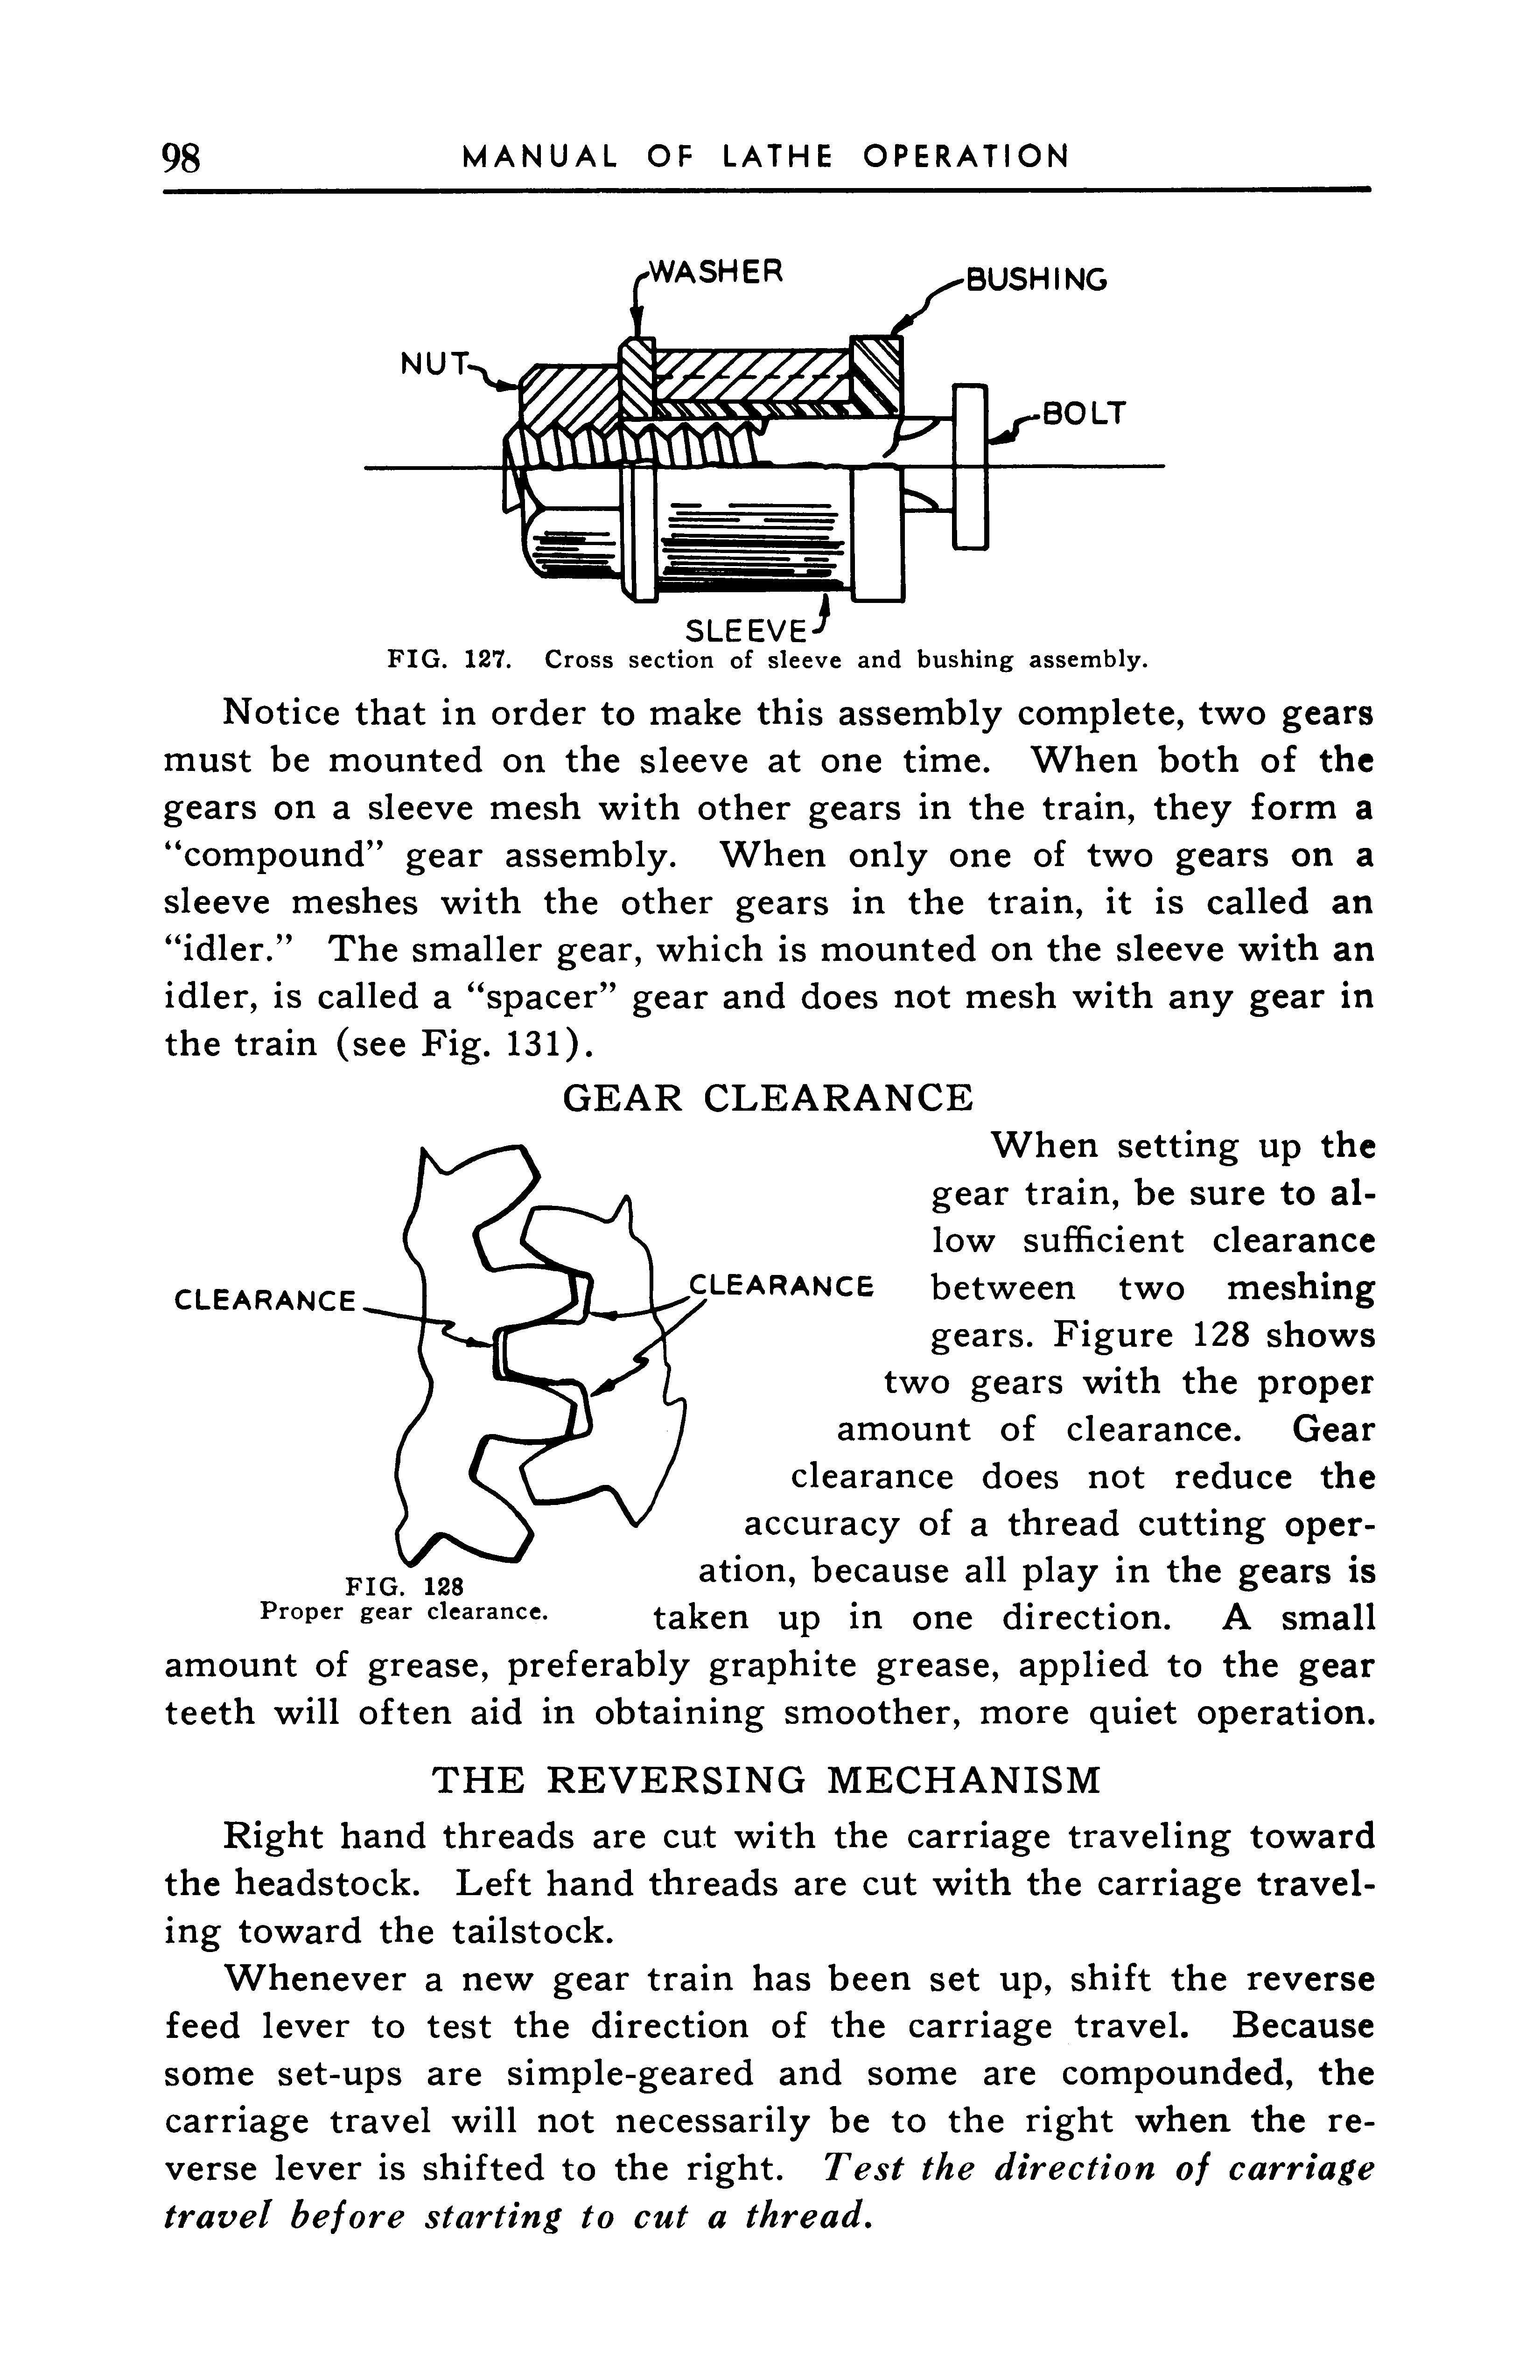 98 MANUAL OF LATHE OPERATION
WASHER
BUSHING
NUT
BOLT
SLEEVE
FIG. 127. Cross section of sleeve and bushing assembly.
Notice that in order to make this assembly complete, two gears
must be mounted on the sleeve at one time. When both of the
gears on a sleeve mesh with other gears in the train, they form a
“compound” gear assembly. When only one of two gears on a
sleeve meshes with the other gears in the train, it is called an
“idler.” The smaller gear, which is mounted on the sleeve with an
idler, is called a “spacer” gear and does not mesh with any gear in
the train (see Fig. 131).
GEAR CLEARANCE
When setting up the
gear train, be sure to al-
low sufficient clearance
CLEARANCE
CLEARANCE
between two meshing
gears. Figure 128 shows
two gears with the proper
amount of clearance. Gear
clearance does not reduce the
accuracy of a thread cutting oper-
ation, because all play in the gears is
FIG. 128
Proper gear clearance.
taken up in one direction. A small
amount of grease, preferably graphite grease, applied to the gear
teeth will often aid in obtaining smoother, more quiet operation.
THE REVERSING MECHANISM
Right hand threads are cut with the carriage traveling toward
the headstock. Left hand threads are cut with the carriage travel-
ing toward the tailstock.
Whenever a new gear train has been set up, shift the reverse
feed lever to test the direction of the carriage travel. Because
some set-ups are simple-geared and some are compounded, the
carriage travel will not necessarily be to the right when the re-
verse lever is shifted to the right. Test the direction of carriage
travel before starting to cut a thread.